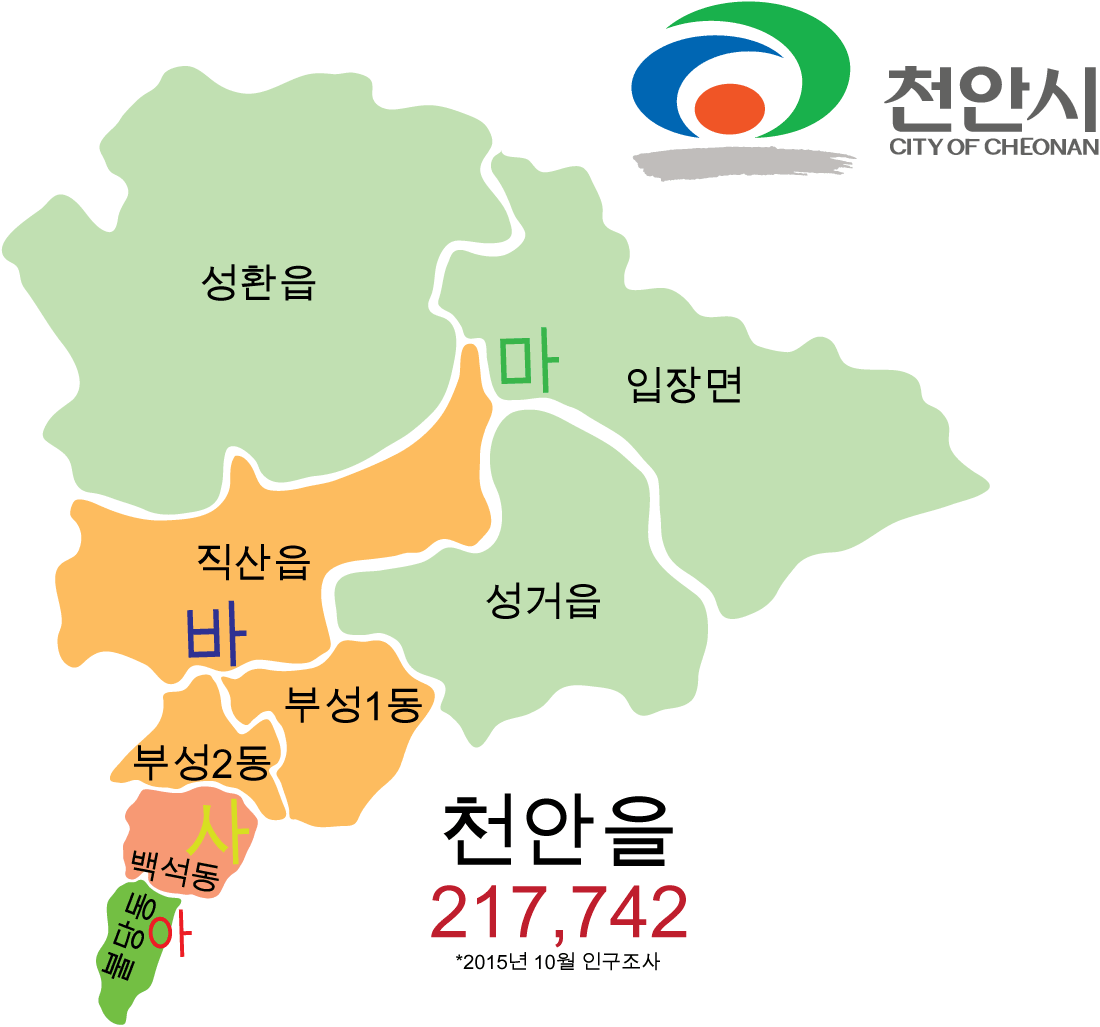 천안시
CITY OF CHEONAN
성환읍
마
입장면
직산읍
성거읍
바
부성1동
부성2동
사
백석동
불당동
아
천안을
217,742
*2015년 10월 인구조사